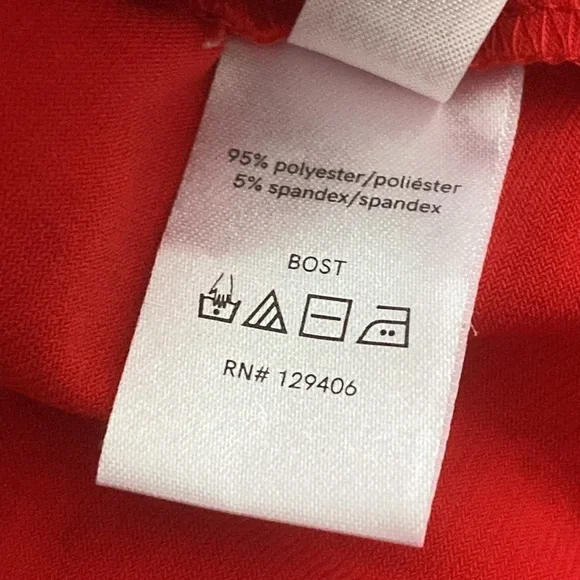 95% polyester/poliéster
5% spandex/spandex
BOST
RN# 129406